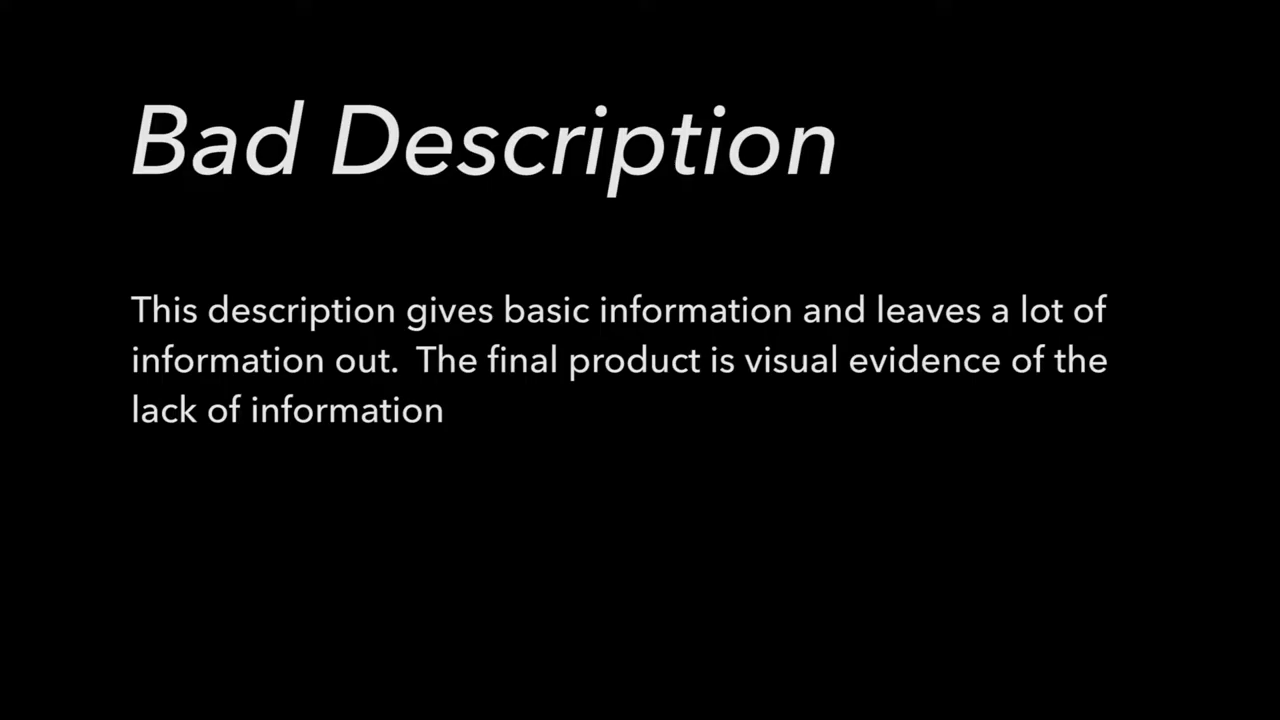 Bad Description
This description gives basic information and leaves a lot of
information out.  The final product is visual evidence of the
lack of information